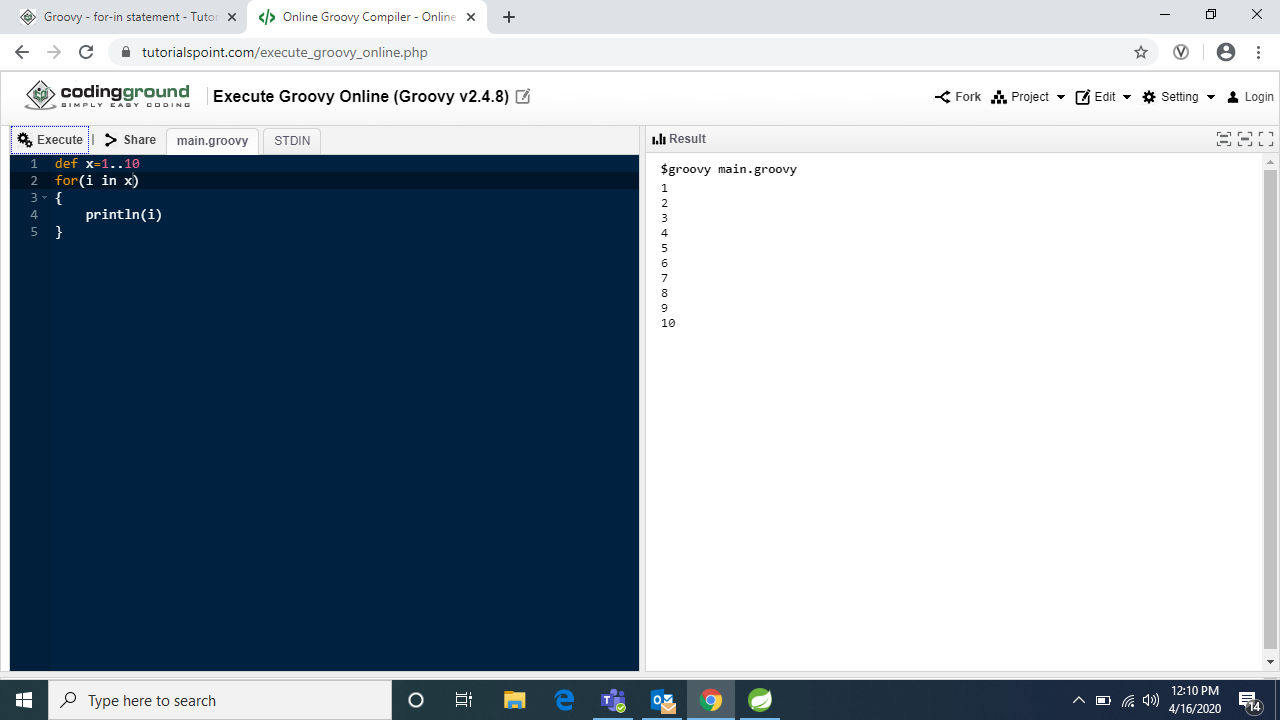 Groovy - for-in statement - Tutor
Online Groovy Compiler - Online
tutorialspoint.com/execute_groovy_online.php
codingground
SIMPLY EASY CODING
Execute Groovy Online (Groovy v2.4.8)
Fork
Project
Edit
Setting
Login
Execute
Share
main.groovy
STDIN
1 def x=1..10
2 for(i in x)
3 {
4 println(i)
5 }
Result
$groovy main.groovy
1
2
3
4
5
6
7
8
9
10
Type here to search
12:10 PM
4/16/2020
14